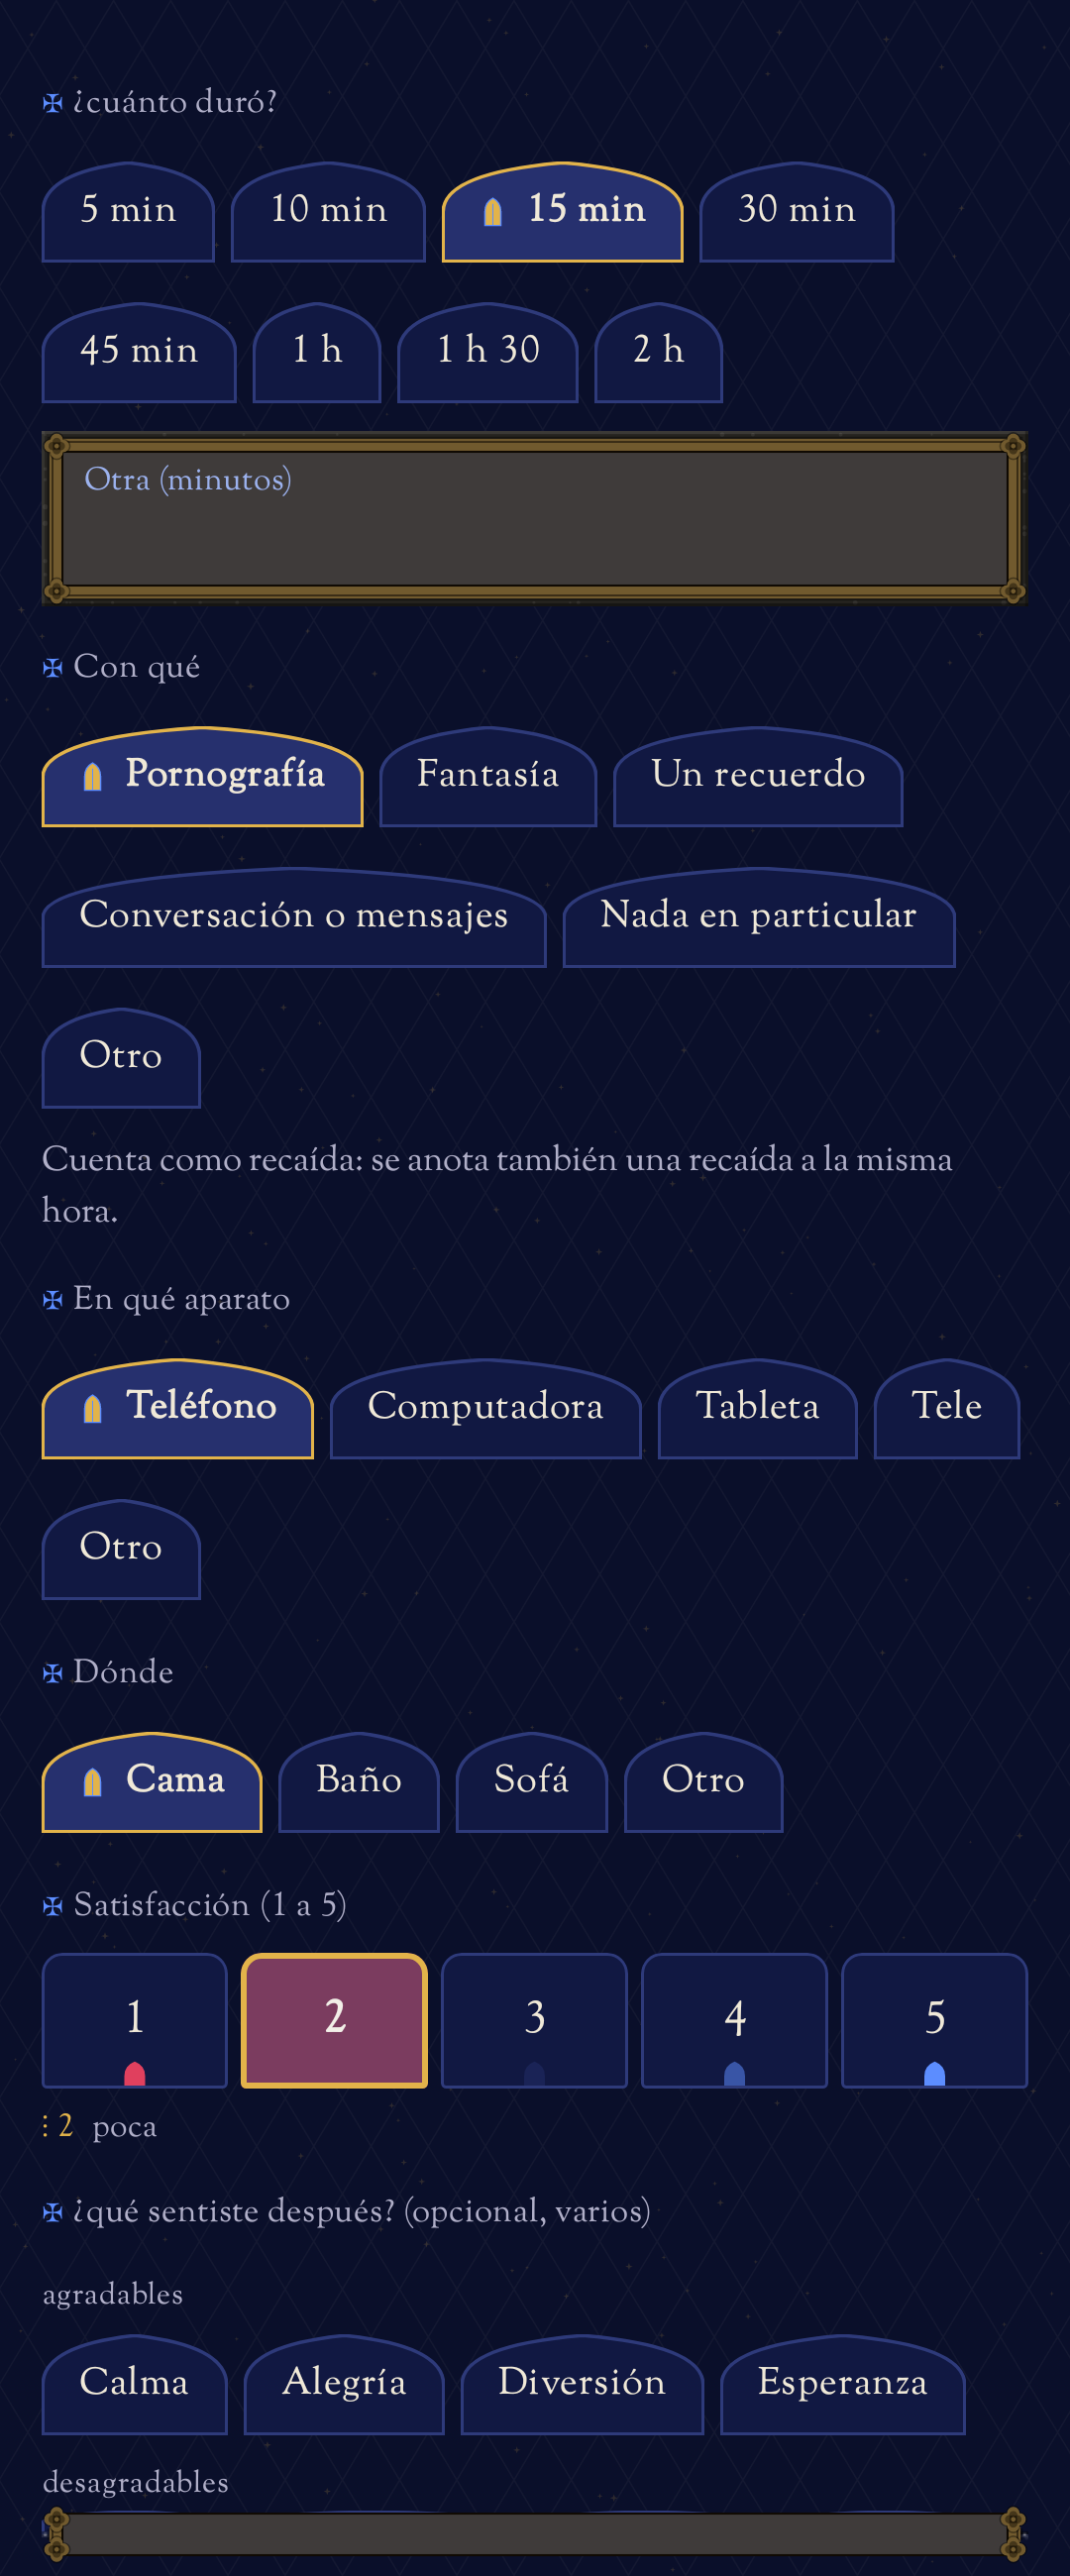 ✠ ¿cuánto duró?
5 min 10 min 15 min 30 min
45 min 1 h 1 h 30 2 h
Otra (minutos)
✠ Con qué
Pornografía Fantasía Un recuerdo
Conversación o mensajes Nada en particular
Otro
Cuenta como recaída: se anota también una recaída a la misma
hora.
✠ En qué aparato
Teléfono Computadora Tableta Tele
Otro
✠ Dónde
Cama Baño Sofá Otro
✠ Satisfacción (1 a 5)
1 2 3 4 5
⁝ 2 poca
✠ ¿qué sentiste después? (opcional, varios)
agradables
Calma Alegría Diversión Esperanza
desagradables